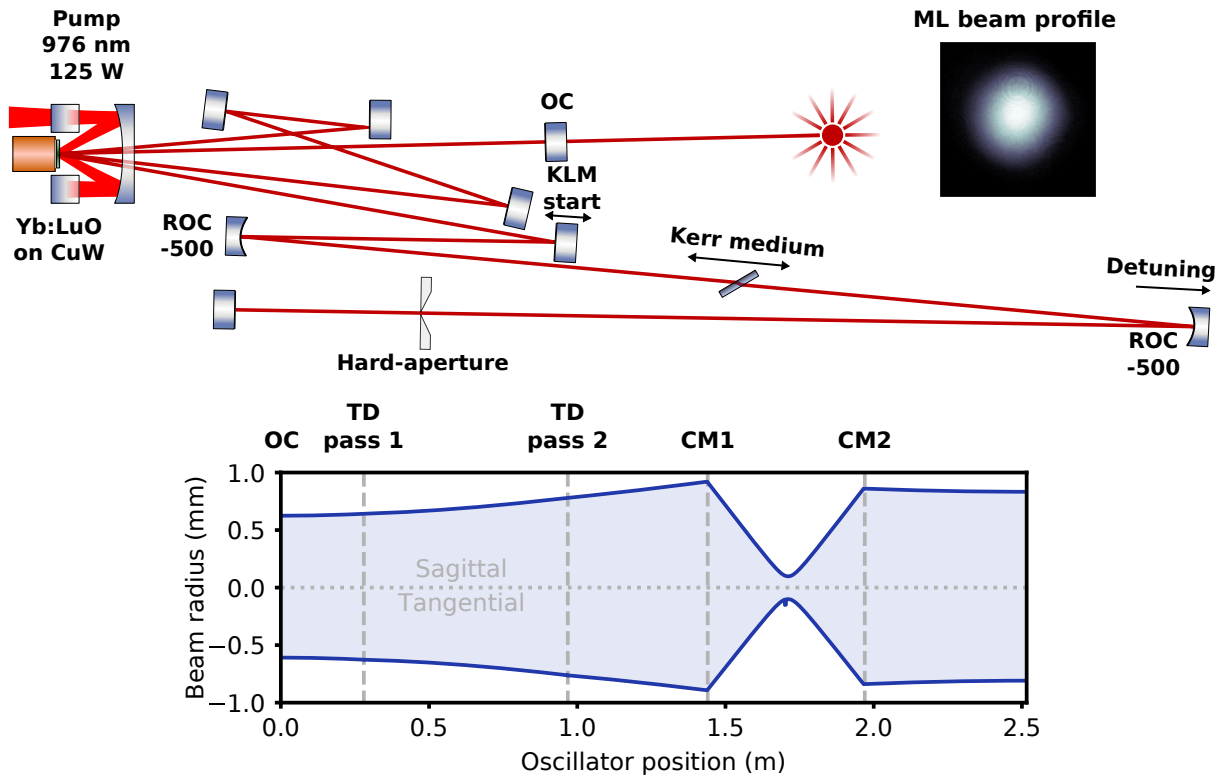 Pump
976 nm
125 W
ML beam profile
OC
KLM
start
Yb:LuO
on CuW
ROC
-500
Kerr medium
Detuning
Hard-aperture
ROC
-500
OC
TD
pass 1
TD
pass 2
CM1
CM2
Beam radius (mm)
1.0
0.5
0.0
−0.5
−1.0
Sagittal
Tangential
0.0
0.5
1.0
1.5
2.0
2.5
Oscillator position (m)